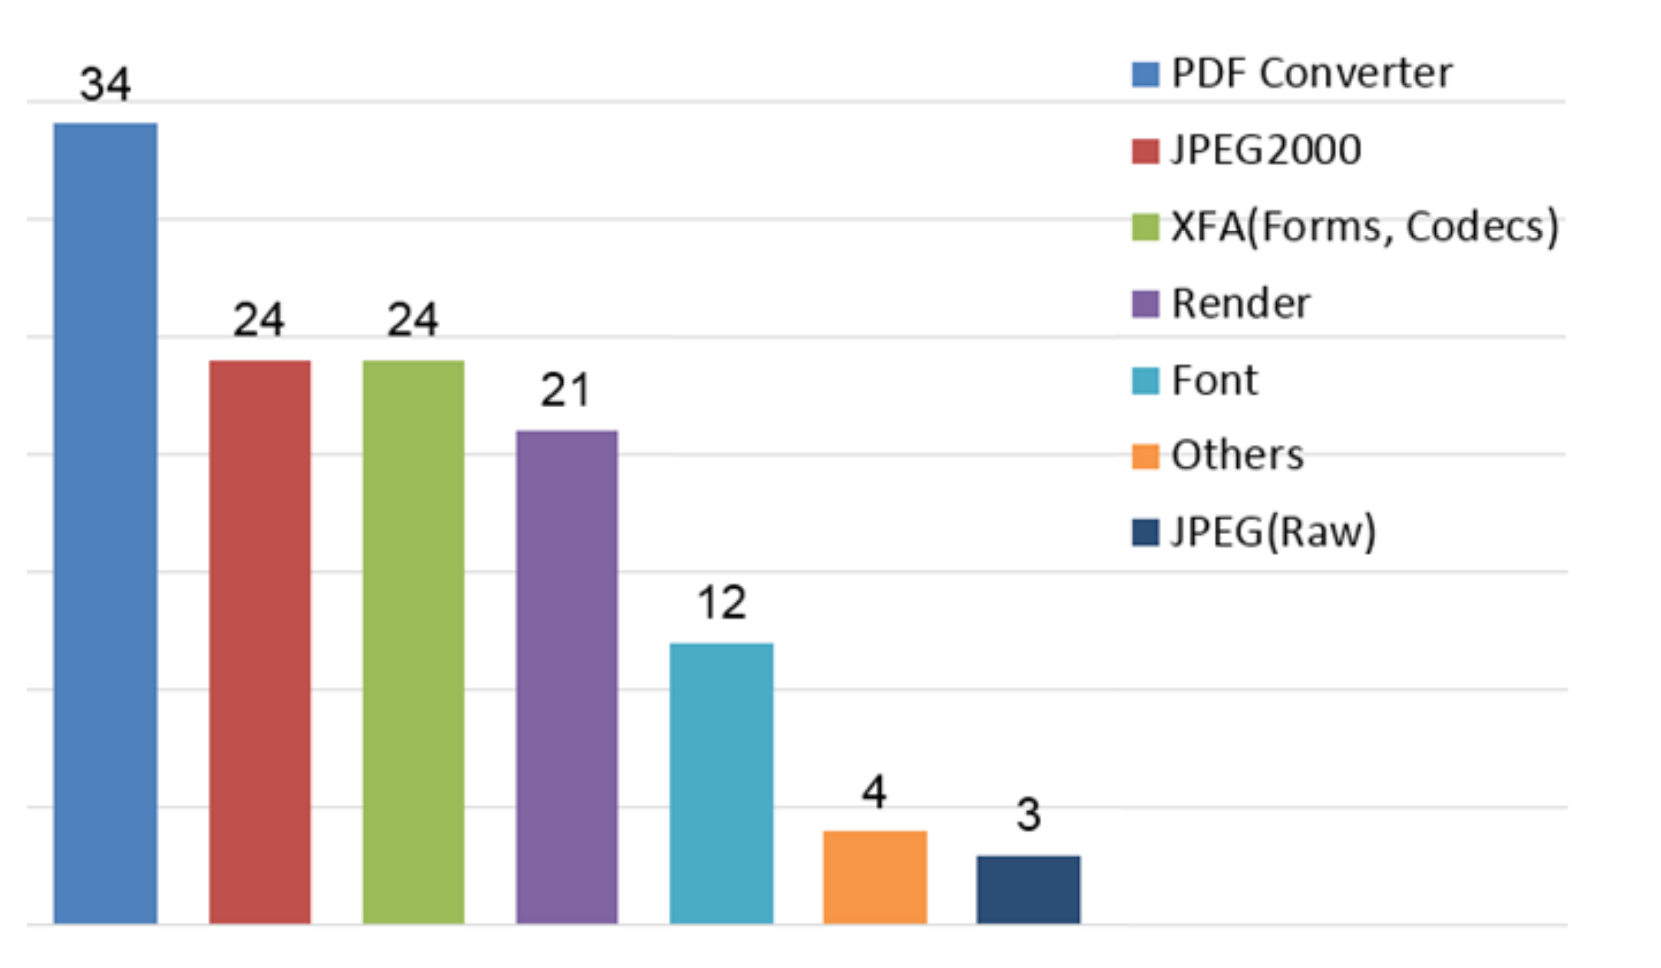 34
24
24
21
12
4
3
PDF Converter
JPEG2000
XFA(Forms, Codecs)
Render
Font
Others
JPEG(Raw)